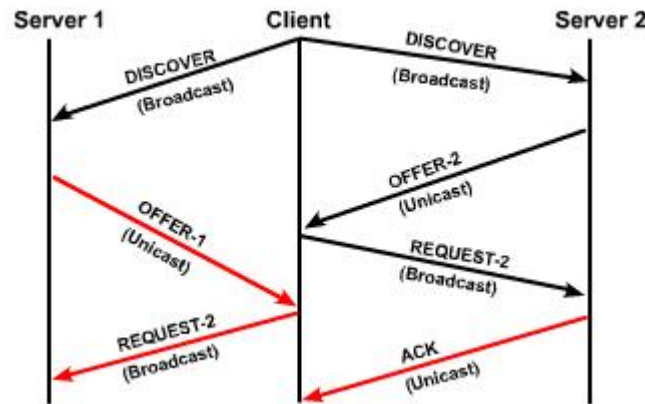 Server 1
Client
Server 2
DISCOVER
(Broadcast)
DISCOVER
(Broadcast)
OFFER-2
(Unicast)
OFFER-1
(Unicast)
REQUEST-2
(Broadcast)
REQUEST-2
(Broadcast)
ACK
(Unicast)